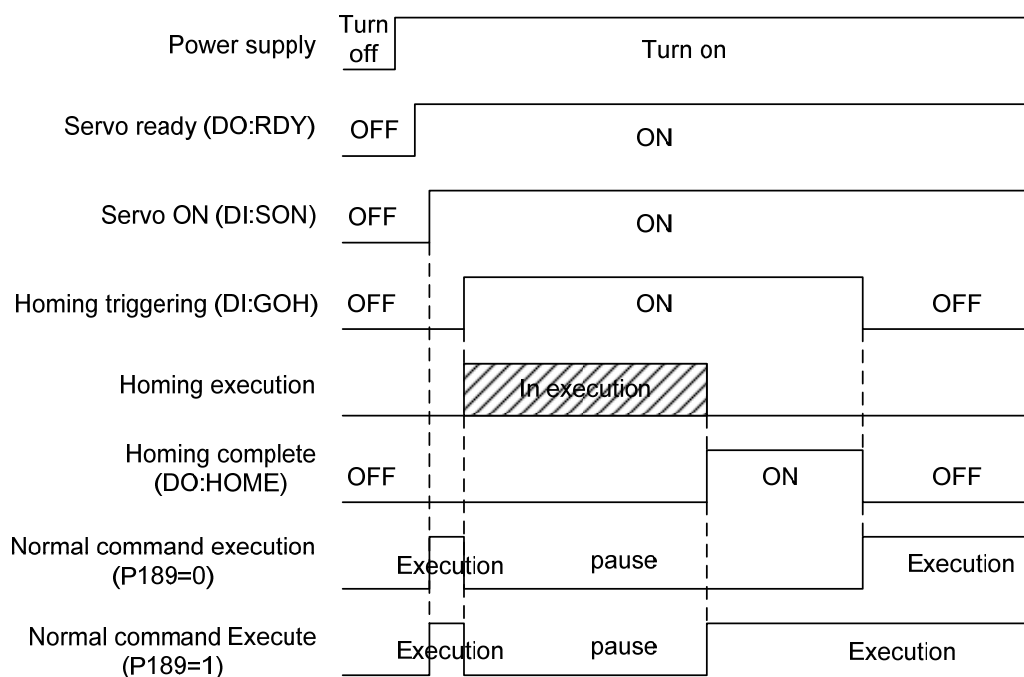 Power supply
Turn
off
Turn on
Servo ready (DO:RDY)
OFF
ON
Servo ON (DI:SON)
OFF
ON
Homing triggering (DI:GOH)
OFF
ON
OFF
Homing execution
In execution
Homing complete
(DO:HOME)
OFF
ON
OFF
Normal command execution
(P189=0)
Execution
pause
Execution
Normal command Execute
(P189=1)
Execution
pause
Execution